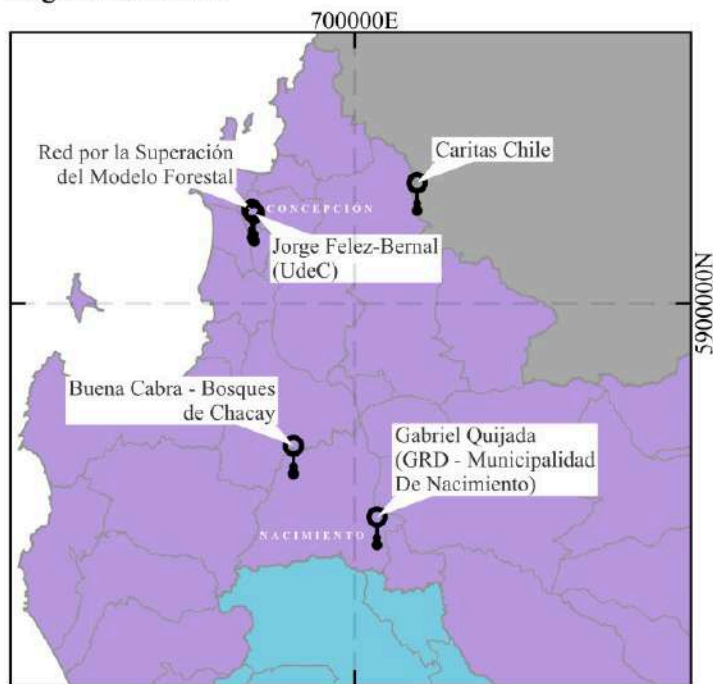 700000E
Caritas Chile
Red por la Superación
del Modelo Forestal
CONCEPCIÓN
Jorge Felez-Bernal
(UdeC)
5900000N
Buena Cabra - Bosques
de Chacay
Gabriel Quijada
(GRD - Municipalidad
De Nacimiento)
NACIMIENTO